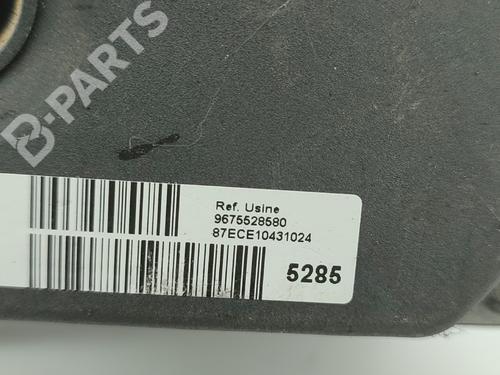 B-PARTS
Ref. Usine
9675528580
87ECE10431024
5285